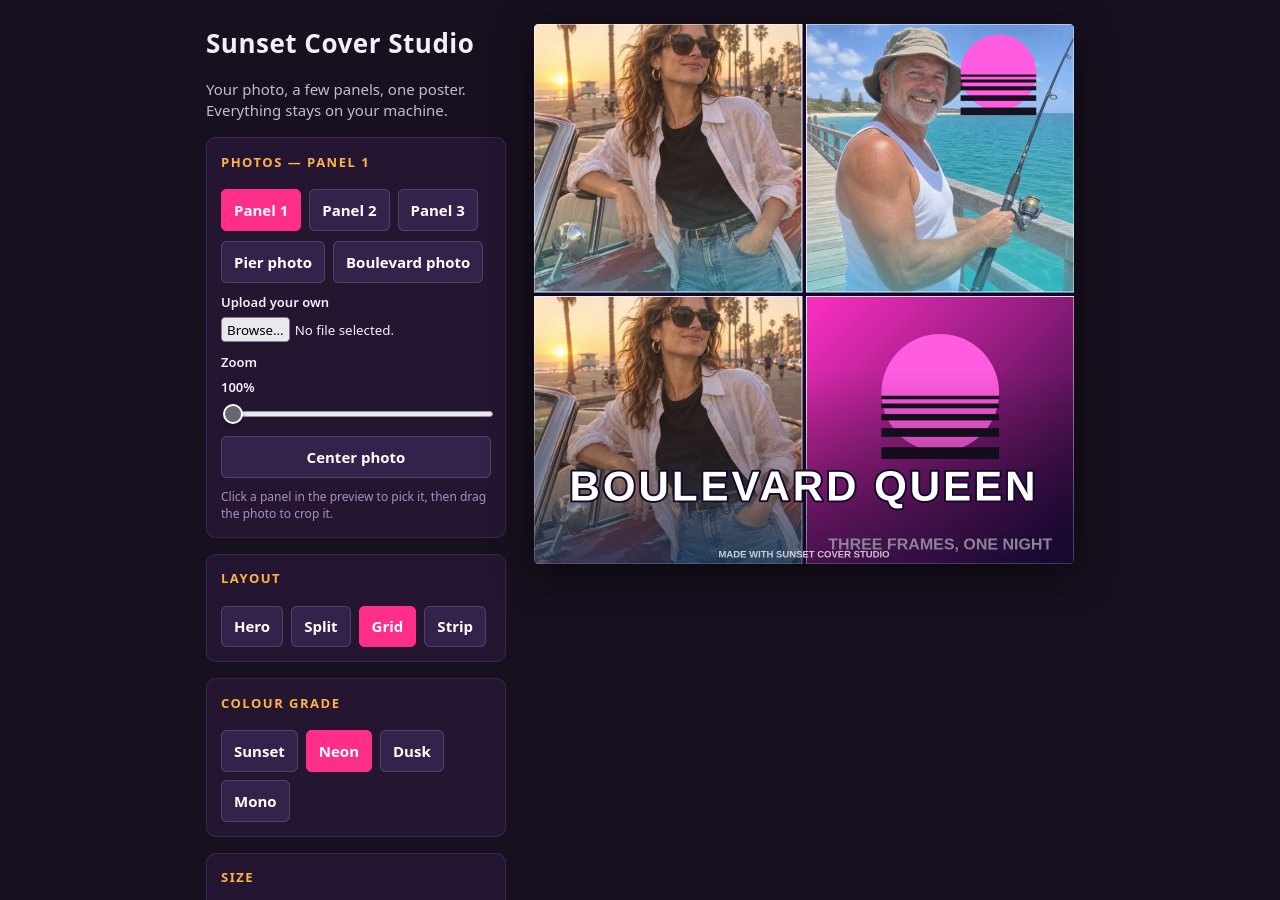 Sunset Cover Studio
Your photo, a few panels, one poster.
Everything stays on your machine.
PHOTOS — PANEL 1
Panel 1 Panel 2 Panel 3
Pier photo Boulevard photo
Upload your own
Browse... No file selected.
Zoom
100%
Center photo
Click a panel in the preview to pick it, then drag
the photo to crop it.
LAYOUT
Hero Split Grid Strip
COLOUR GRADE
Sunset Neon Dusk
Mono
SIZE
BOULEVARD QUEEN
THREE FRAMES, ONE NIGHT
MADE WITH SUNSET COVER STUDIO